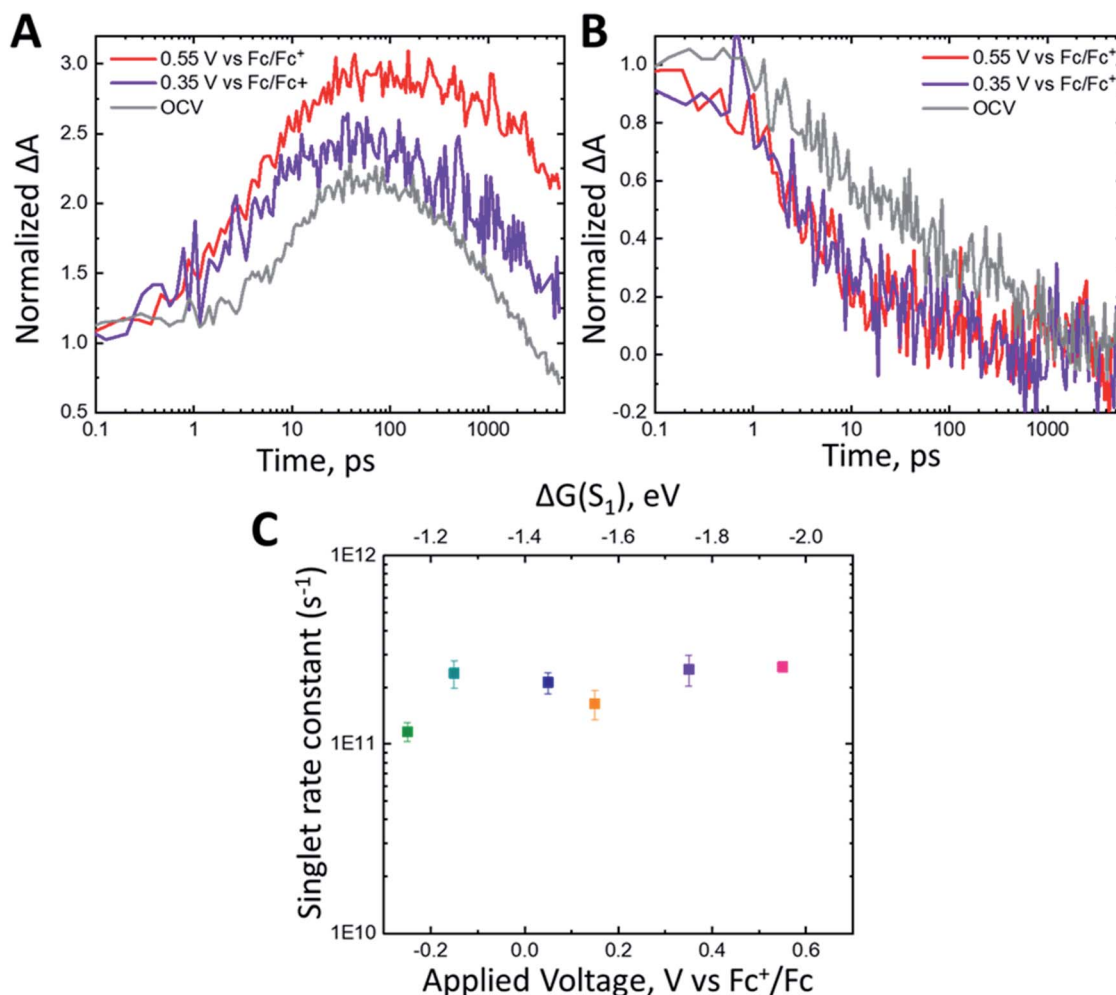 A
3.0
2.5
2.0
1.5
1.0
0.5
0.55 V vs Fc/Fc⁺
0.35 V vs Fc/Fc+
OCV
Normalized ΔA
0.1 1 10 100 1000
Time, ps
B
1.0
0.8
0.6
0.4
0.2
0.0
-0.2
0.55 V vs Fc/Fc⁺
0.35 V vs Fc/Fc⁺
OCV
Normalized ΔA
0.1 1 10 100 1000
Time, ps
C
ΔG(S₁), eV
-1.2 -1.4 -1.6 -1.8 -2.0
1E12
1E11
1E10
Singlet rate constant (s⁻¹)
-0.2 0.0 0.2 0.4 0.6
Applied Voltage, V vs Fc⁺/Fc